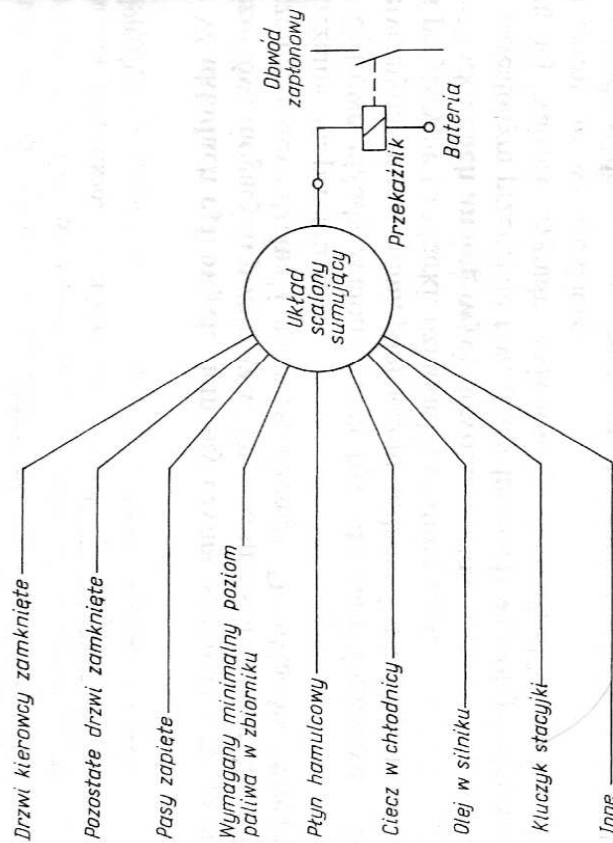 Drzwi kierowcy zamknięte
Pozostałe drzwi zamknięte
Pasy zapięte
Wymagany minimalny poziom
paliwa w zbiorniku
Płyn hamulcowy
Ciecz w chłodnicy
Olej w silniku
Kluczyk stacyjki
Inne
Układ
scalony
sumujący
Przekaźnik
Bateria
Obwód
zapłonowy